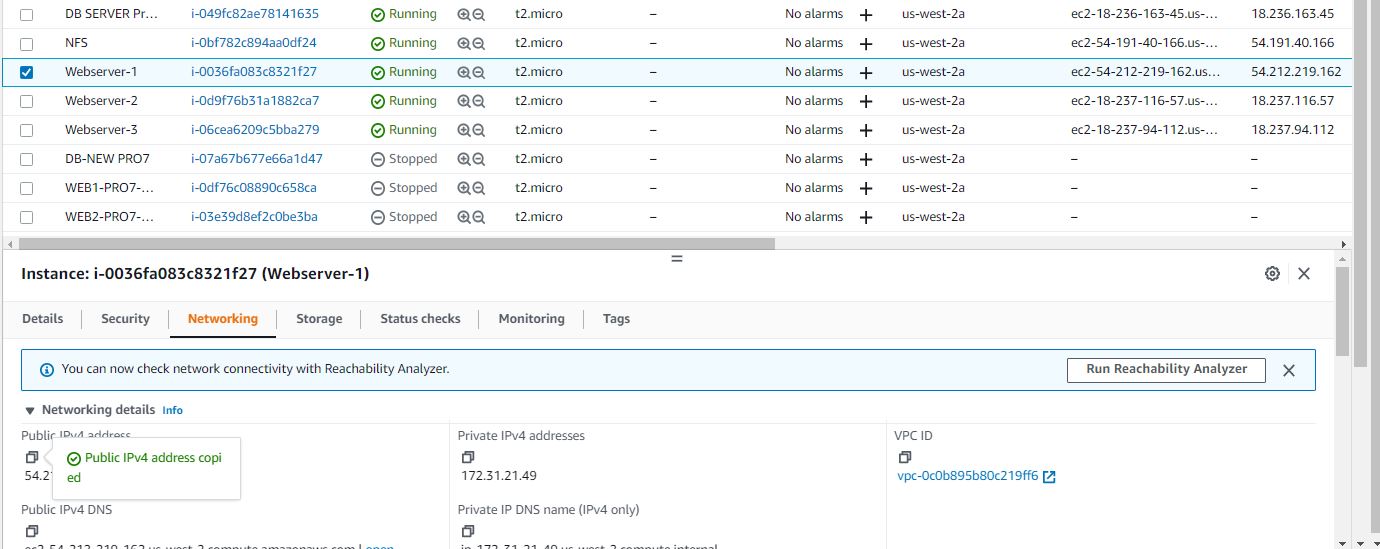 DB SERVER Pr... i-049fc82ae78141635 Running t2.micro – No alarms + us-west-2a ec2-18-236-163-45.us-... 18.236.163.45
NFS i-0bf782c894aa0df24 Running t2.micro – No alarms + us-west-2a ec2-54-191-40-166.us-... 54.191.40.166
Webserver-1 i-0036fa083c8321f27 Running t2.micro – No alarms + us-west-2a ec2-54-212-219-162.us... 54.212.219.162
Webserver-2 i-0d9f76b31a1882ca7 Running t2.micro – No alarms + us-west-2a ec2-18-237-116-57.us-... 18.237.116.57
Webserver-3 i-06cea6209c5bba279 Running t2.micro – No alarms + us-west-2a ec2-18-237-94-112.us-... 18.237.94.112
DB-NEW PRO7 i-07a67b677e66a1d47 Stopped t2.micro – No alarms + us-west-2a – –
WEB1-PRO7-... i-0df76c08890c658ca Stopped t2.micro – No alarms + us-west-2a – –
WEB2-PRO7-... i-03e39d8ef2c0be3ba Stopped t2.micro – No alarms + us-west-2a – –
Instance: i-0036fa083c8321f27 (Webserver-1)
Details Security Networking Storage Status checks Monitoring Tags
You can now check network connectivity with Reachability Analyzer. Run Reachability Analyzer
Networking details Info
Public IPv4 address Private IPv4 addresses VPC ID
Public IPv4 address copi
ed
54.2 172.31.21.49 vpc-0c0b895b80c219ff6
Public IPv4 DNS Private IP DNS name (IPv4 only)
ec2-54-212-219-162.us-west-2.compute.amazonaws.com | open ip-172-31-21-49.us-west-2.compute.internal